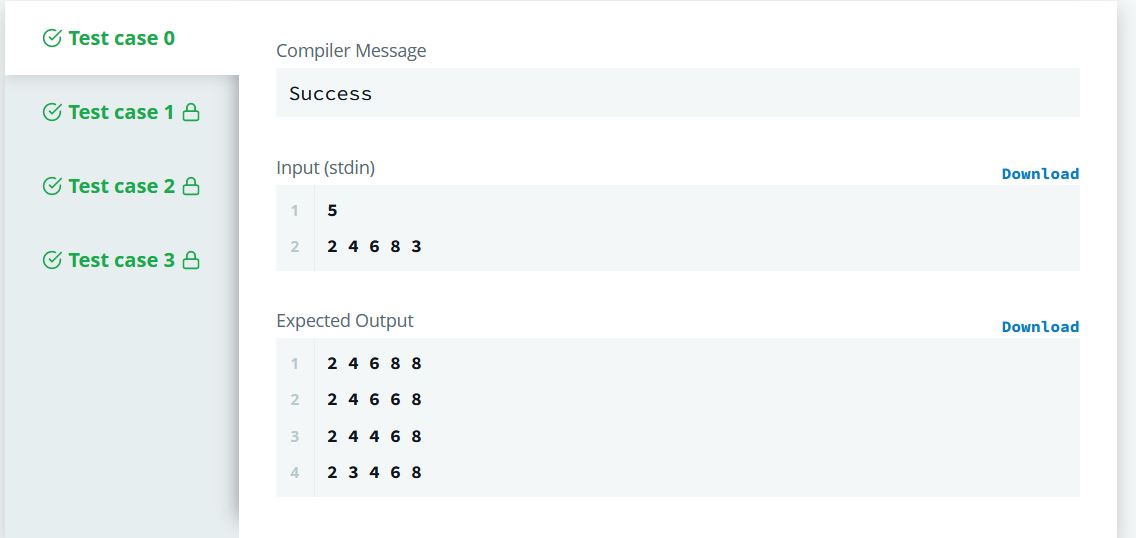 Test case 0
Test case 1
Test case 2
Test case 3
Compiler Message
Success
Input (stdin)
Download
1 5
2 2 4 6 8 3
Expected Output
Download
1 2 4 6 8 8
2 2 4 6 6 8
3 2 4 4 6 8
4 2 3 4 6 8